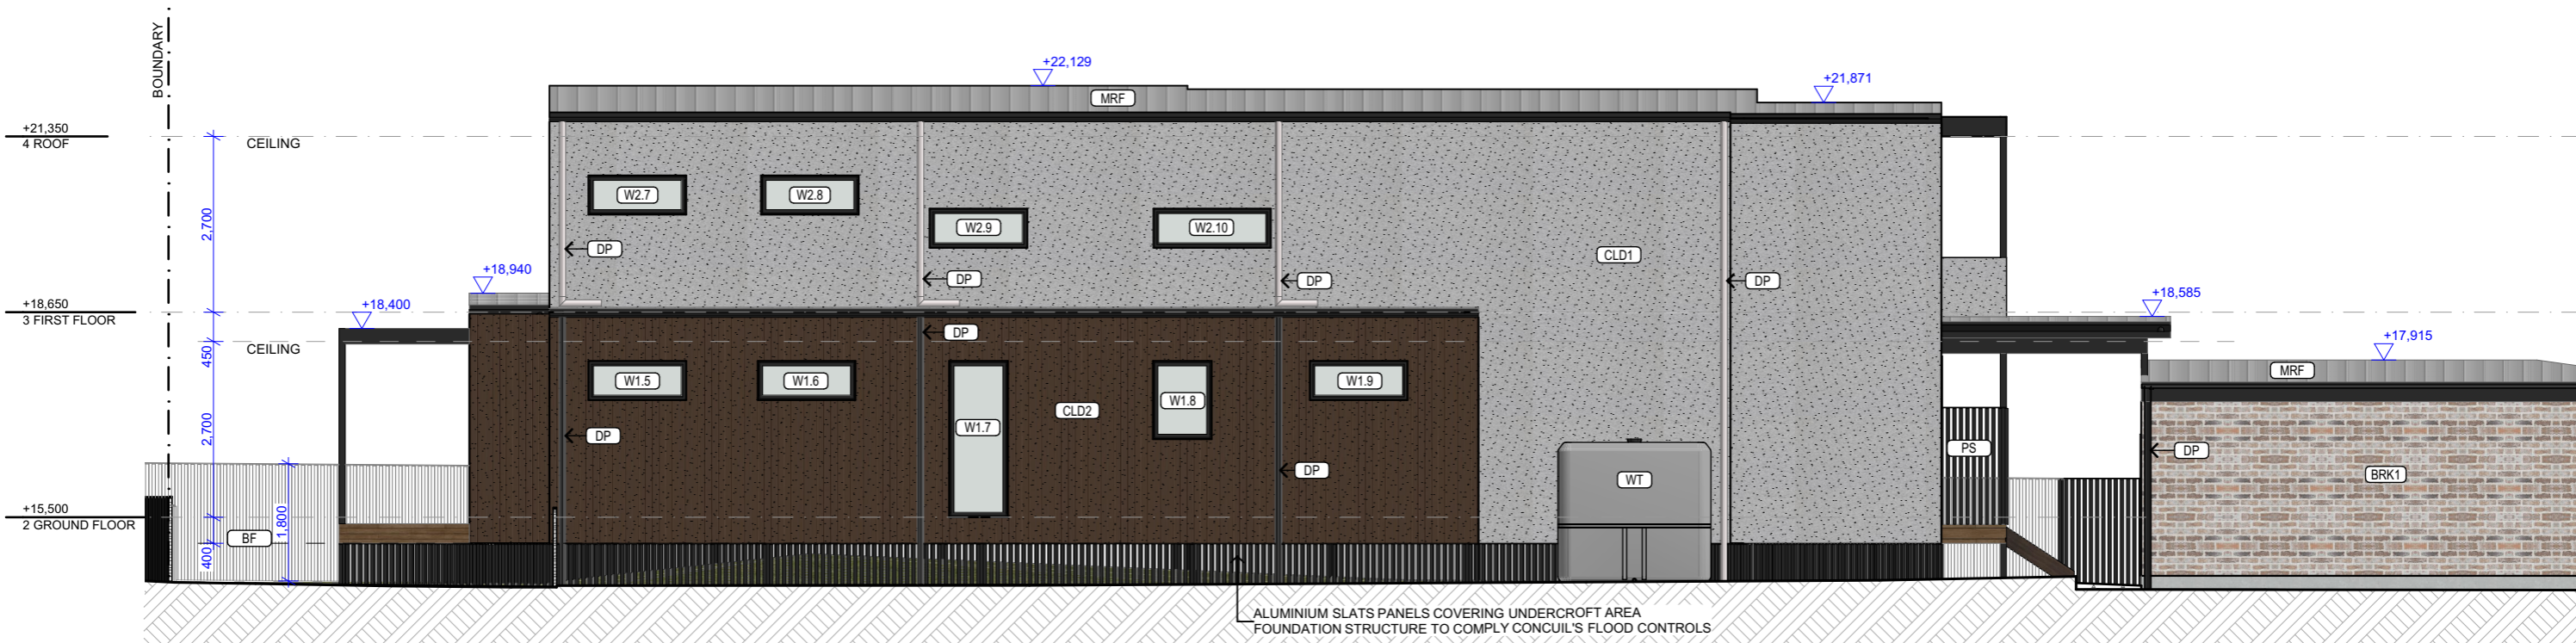 BOUNDARY
+22,129
MRF
+21,871
+21,350
4 ROOF
CEILING
2,700
W2.7
W2.8
W2.9
W2.10
DP
DP
DP
CLD1
DP
+18,940
+18,650
3 FIRST FLOOR
+18,400
+18,585
DP
+17,915
CEILING
450
MRF
W1.5
W1.6
W1.7
CLD2
W1.8
W1.9
2,700
DP
DP
WT
PS
DP
BRK1
+15,500
2 GROUND FLOOR
BF
1,800
400
ALUMINIUM SLATS PANELS COVERING UNDERCROFT AREA
FOUNDATION STRUCTURE TO COMPLY CONCUIL'S FLOOD CONTROLS